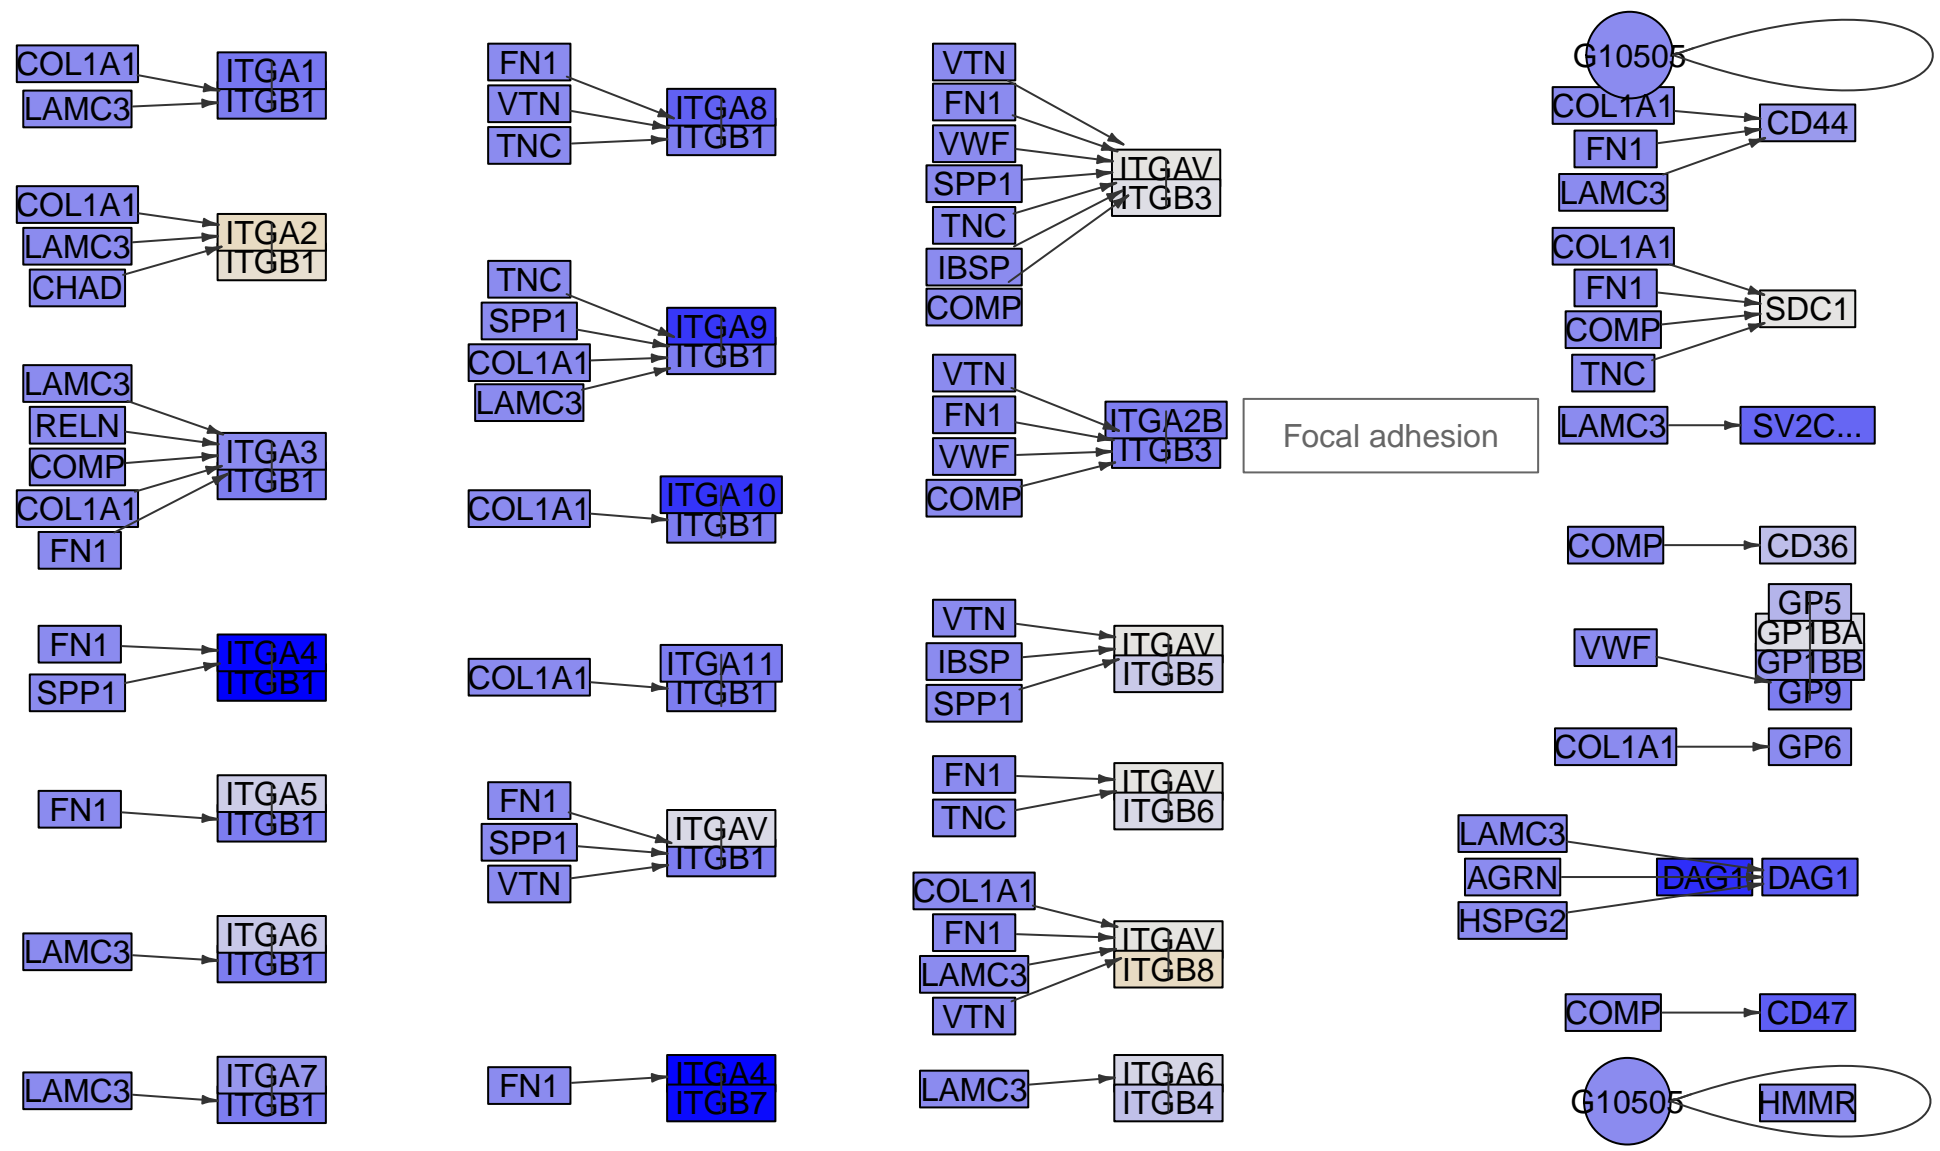 COL1A1
LAMC3
ITGA1
ITGB1
COL1A1
LAMC3
CHAD
ITGA2
ITGB1
LAMC3
RELN
COMP
COL1A1
FN1
ITGA3
ITGB1
FN1
SPP1
ITGA4
ITGB1
FN1
ITGA5
ITGB1
LAMC3
ITGA6
ITGB1
LAMC3
ITGA7
ITGB1
FN1
VTN
TNC
ITGA8
ITGB1
TNC
SPP1
COL1A1
LAMC3
ITGA9
ITGB1
COL1A1
ITGA10
ITGB1
COL1A1
ITGA11
ITGB1
FN1
SPP1
VTN
ITGAV
ITGB1
FN1
ITGA4
ITGB7
VTN
FN1
VWF
SPP1
TNC
IBSP
COMP
ITGAV
ITGB3
VTN
FN1
VWF
COMP
ITGA2B
ITGB3
Focal adhesion
VTN
IBSP
SPP1
ITGAV
ITGB5
FN1
TNC
ITGAV
ITGB6
COL1A1
FN1
LAMC3
VTN
ITGAV
ITGB8
LAMC3
ITGA6
ITGB4
G10505
COL1A1
FN1
LAMC3
CD44
COL1A1
FN1
COMP
TNC
SDC1
LAMC3
SV2C...
COMP
CD36
VWF
GP5
GP1BA
GP1BB
GP9
COL1A1
GP6
LAMC3
AGRN
HSPG2
DAG1
DAG1
COMP
CD47
G10505
HMMR